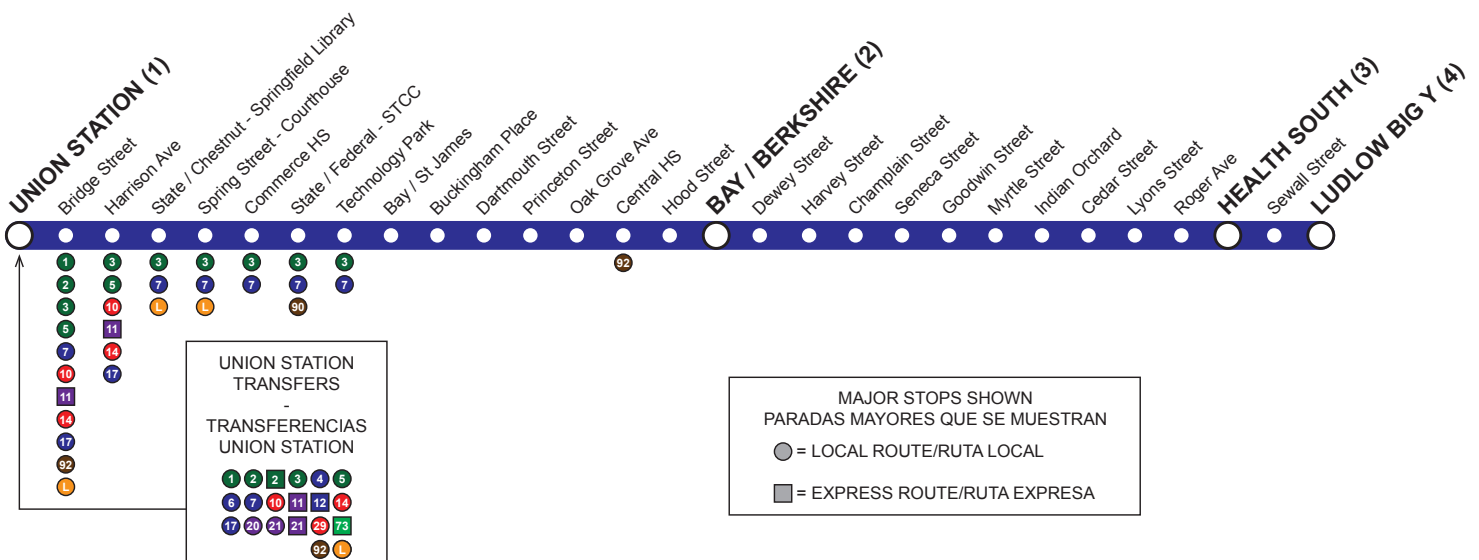 UNION STATION (1)
Bridge Street
Harrison Ave
State / Chestnut - Springfield Library
Spring Street - Courthouse
Commerce HS
State / Federal - STCC
Technology Park
Bay / St James
Buckingham Place
Dartmouth Street
Princeton Street
Oak Grove Ave
Central HS
Hood Street
BAY / BERKSHIRE (2)
Dewey Street
Harvey Street
Champlain Street
Seneca Street
Goodwin Street
Myrtle Street
Indian Orchard
Cedar Street
Lyons Street
Roger Ave
HEALTH SOUTH (3)
Sewall Street
LUDLOW BIG Y (4)
1 3 3 3 3 3 3 92
2 5 7 7 7 7 7
3 10 L L 90
5 11
7 14
10 17
11
14
17
92
L
UNION STATION
TRANSFERS
-
TRANSFERENCIAS
UNION STATION
1 2 2 3 4 5
6 7 10 11 12 14
17 20 21 21 29 73
92 L
MAJOR STOPS SHOWN
PARADAS MAYORES QUE SE MUESTRAN
= LOCAL ROUTE/RUTA LOCAL
= EXPRESS ROUTE/RUTA EXPRESA